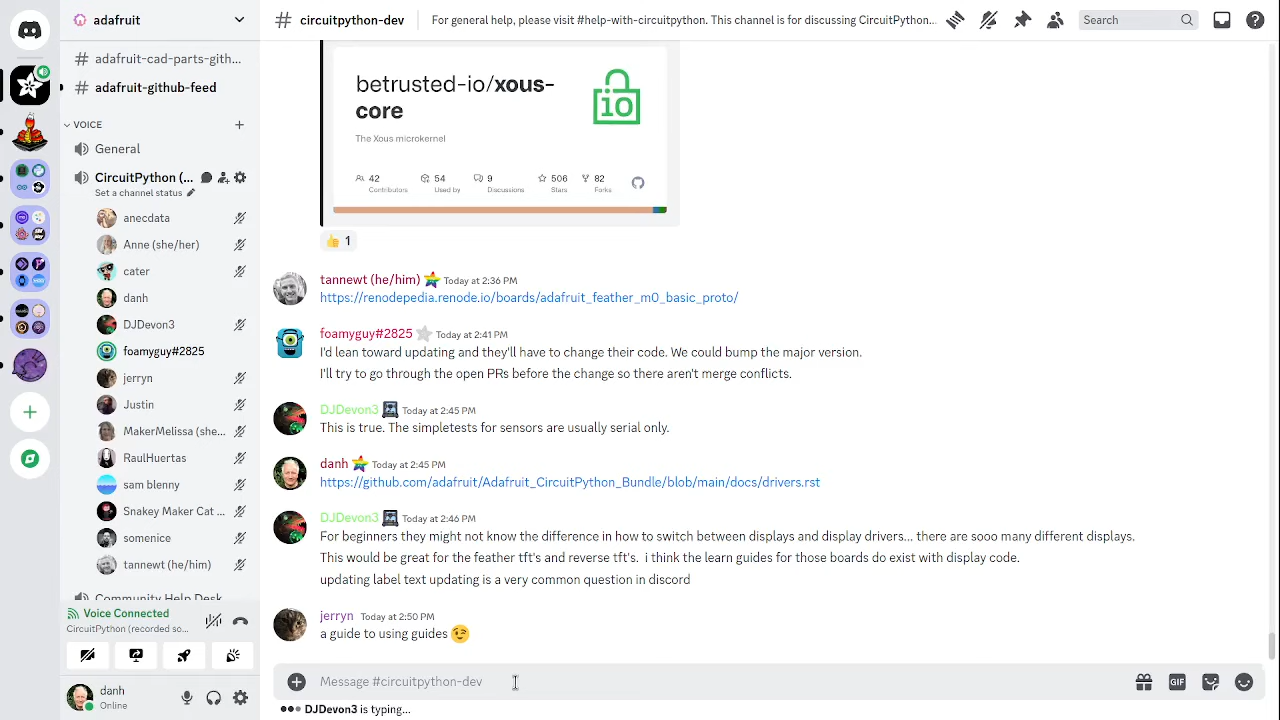 adafruit
# circuitpython-dev
For general help, please visit #help-with-circuitpython. This channel is for discussing CircuitPython...
Search
# adafruit-cad-parts-gith...
# adafruit-github-feed
VOICE
General
CircuitPython (...
Set a channel status
anecdata
Anne (she/her)
cater
danh
DJDevon3
foamyguy#2825
jerryn
Justin
MakerMelissa (she...
RaulHuertas
sam blenny
Snakey Maker Cat ...
somenice
tannewt (he/him)
Community Help Desk
Voice Connected
CircuitPython (recorded so...
danh
Online
betrusted-io/xous-
core
The Xous microkernel
42
Contributors
54
Used by
9
Discussions
506
Stars
82
Forks
IO
👍 1
tannewt (he/him) Today at 2:36 PM
https://renodepedia.renode.io/boards/adafruit_feather_m0_basic_proto/
foamyguy#2825 Today at 2:41 PM
I'd lean toward updating and they'll have to change their code. We could bump the major version.
I'll try to go through the open PRs before the change so there aren't merge conflicts.
DJDevon3 Today at 2:45 PM
This is true. The simpletests for sensors are usually serial only.
danh Today at 2:45 PM
https://github.com/adafruit/Adafruit_CircuitPython_Bundle/blob/main/docs/drivers.rst
DJDevon3 Today at 2:46 PM
For beginners they might not know the difference in how to switch between displays and display drivers... there are sooo many different displays.
This would be great for the feather tft's and reverse tft's. i think the learn guides for those boards do exist with display code.
updating label text updating is a very common question in discord
jerryn Today at 2:50 PM
a guide to using guides 😉
Message #circuitpython-dev
GIF
DJDevon3 is typing...